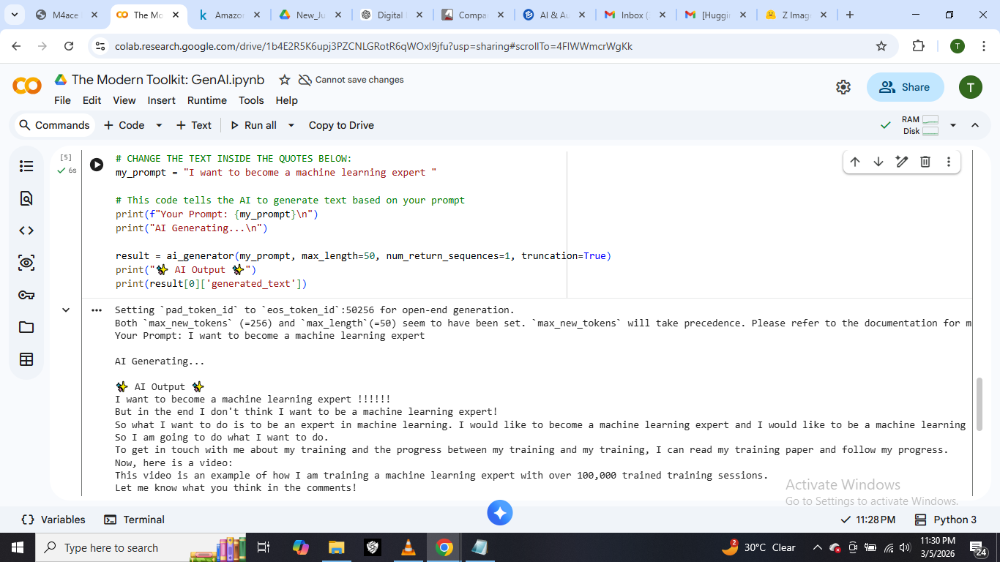 M4ace
The Mo
Amazo
New_Ju
Digital
Compa
AI & Au
Inbox (
[Huggi
Z Imag
colab.research.google.com/drive/1b4E2R5K6upj3PZCNLGRotR6qWOxl9jfu?usp=sharing#scrollTo=4FIWWmcrWgKk
T
The Modern Toolkit: GenAI.ipynb
Cannot save changes
File Edit View Insert Runtime Tools Help
Share
T
Commands + Code + Text Run all Copy to Drive
RAM
Disk
[5]
6s
# CHANGE THE TEXT INSIDE THE QUOTES BELOW:
my_prompt = "I want to become a machine learning expert "
# This code tells the AI to generate text based on your prompt
print(f"Your Prompt: {my_prompt}\n")
print("AI Generating...\n")
result = ai_generator(my_prompt, max_length=50, num_return_sequences=1, truncation=True)
print("✨ AI Output ✨")
print(result[0]['generated_text'])
Setting `pad_token_id` to `eos_token_id`:50256 for open-end generation.
Both `max_new_tokens` (=256) and `max_length`(=50) seem to have been set. `max_new_tokens` will take precedence. Please refer to the documentation for m
Your Prompt: I want to become a machine learning expert
AI Generating...
✨ AI Output ✨
I want to become a machine learning expert !!!!!!
But in the end I don't think I want to be a machine learning expert!
So what I want to do is to be an expert in machine learning. I would like to become a machine learning expert and I would like to be a machine learning
So I am going to do what I want to do.
To get in touch with me about my training and the progress between my training and my training, I can read my training paper and follow my progress.
Now, here is a video:
This video is an example of how I am training a machine learning expert with over 100,000 trained training sessions.
Let me know what you think in the comments!
Activate Windows
Go to Settings to activate Windows.
Variables Terminal
11:28 PM Python 3
Type here to search
30°C Clear
11:30 PM
3/5/2026
24